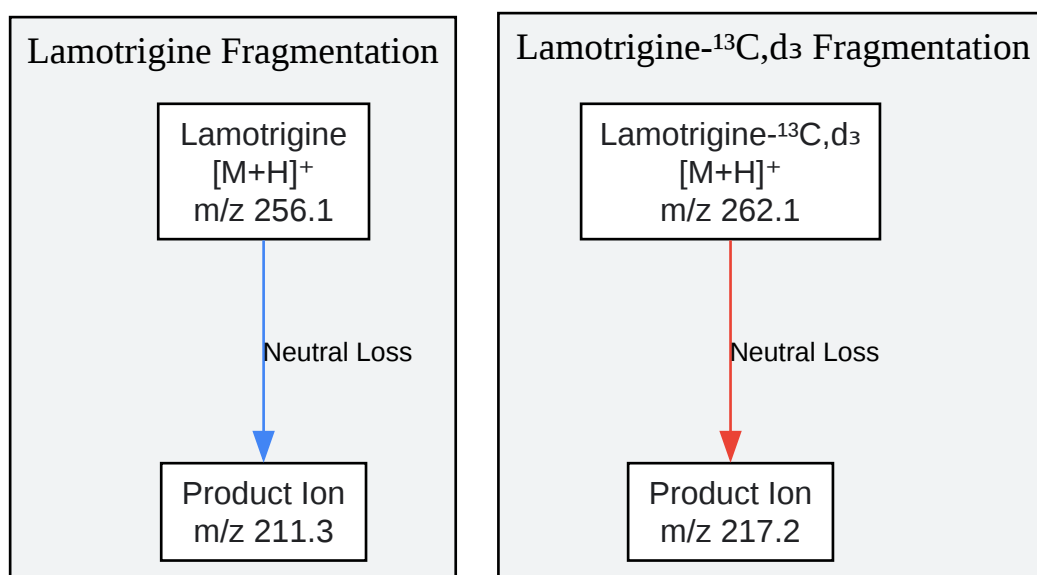 Lamotrigine Fragmentation
Lamotrigine
[M+H]⁺
m/z 256.1
Neutral Loss
Product Ion
m/z 211.3
Lamotrigine-¹³C,d₃ Fragmentation
Lamotrigine-¹³C,d₃
[M+H]⁺
m/z 262.1
Neutral Loss
Product Ion
m/z 217.2